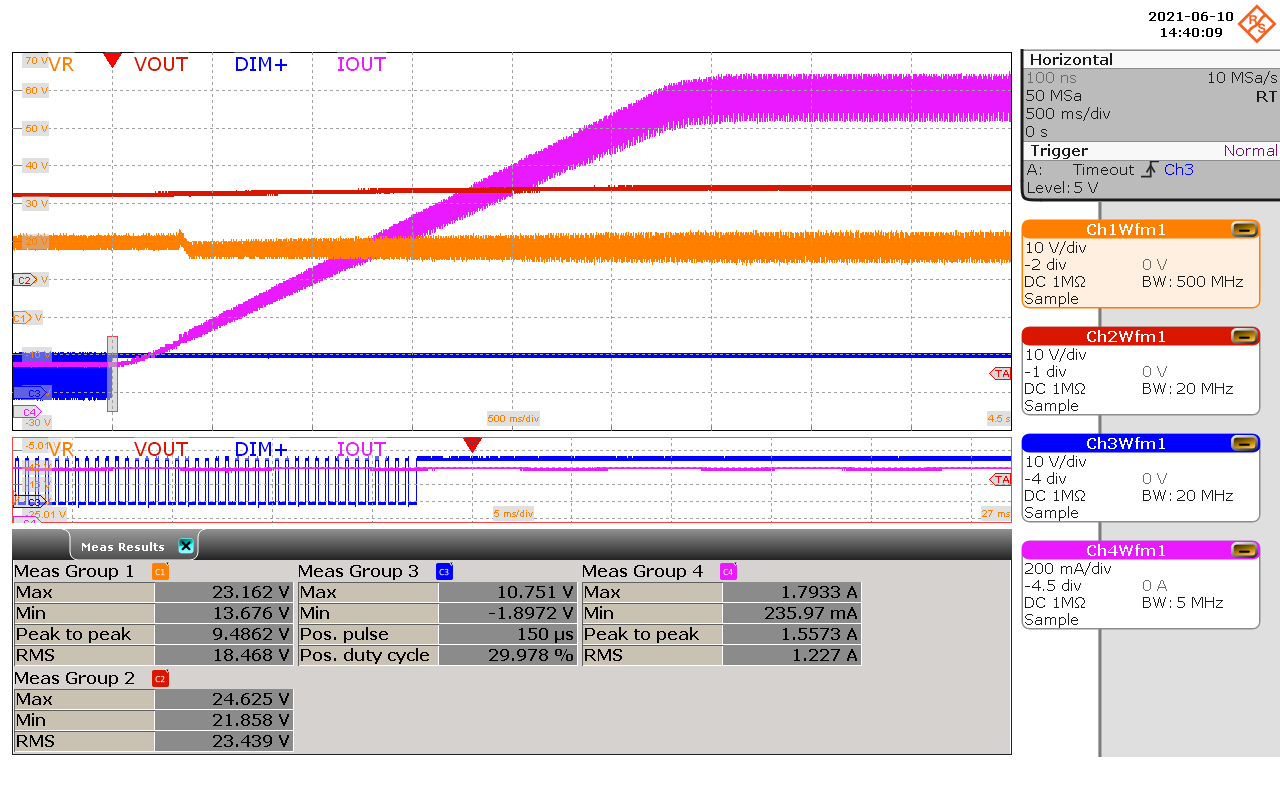 2021-06-10
14:40:09
R S
VR VOUT DIM+ IOUT
70 V
60 V
50 V
40 V
30 V
20 V
C2 V
C1 V
-10 V
C3
C4
-30 V
TA
500 ms/div
4.5 s
VR VOUT DIM+ IOUT
-5.01
C3
TA
-25.01 V
5 ms/div
27 ms
Horizontal
100 ns 10 MSa/s
50 MSa RT
500 ms/div
0 s
Trigger Normal
A: Timeout Ch3
Level: 5 V
Ch1Wfm1
10 V/div
-2 div 0 V
DC 1MΩ BW: 500 MHz
Sample
Ch2Wfm1
10 V/div
-1 div 0 V
DC 1MΩ BW: 20 MHz
Sample
Ch3Wfm1
10 V/div
-4 div 0 V
DC 1MΩ BW: 20 MHz
Sample
Ch4Wfm1
200 mA/div
-4.5 div 0 A
DC 1MΩ BW: 5 MHz
Sample
Meas Results
Meas Group 1 C1
Max 23.162 V
Min 13.676 V
Peak to peak 9.4862 V
RMS 18.468 V
Meas Group 3 C3
Max 10.751 V
Min -1.8972 V
Pos. pulse 150 µs
Pos. duty cycle 29.978 %
Meas Group 4 C4
Max 1.7933 A
Min 235.97 mA
Peak to peak 1.5573 A
RMS 1.227 A
Meas Group 2 C2
Max 24.625 V
Min 21.858 V
RMS 23.439 V